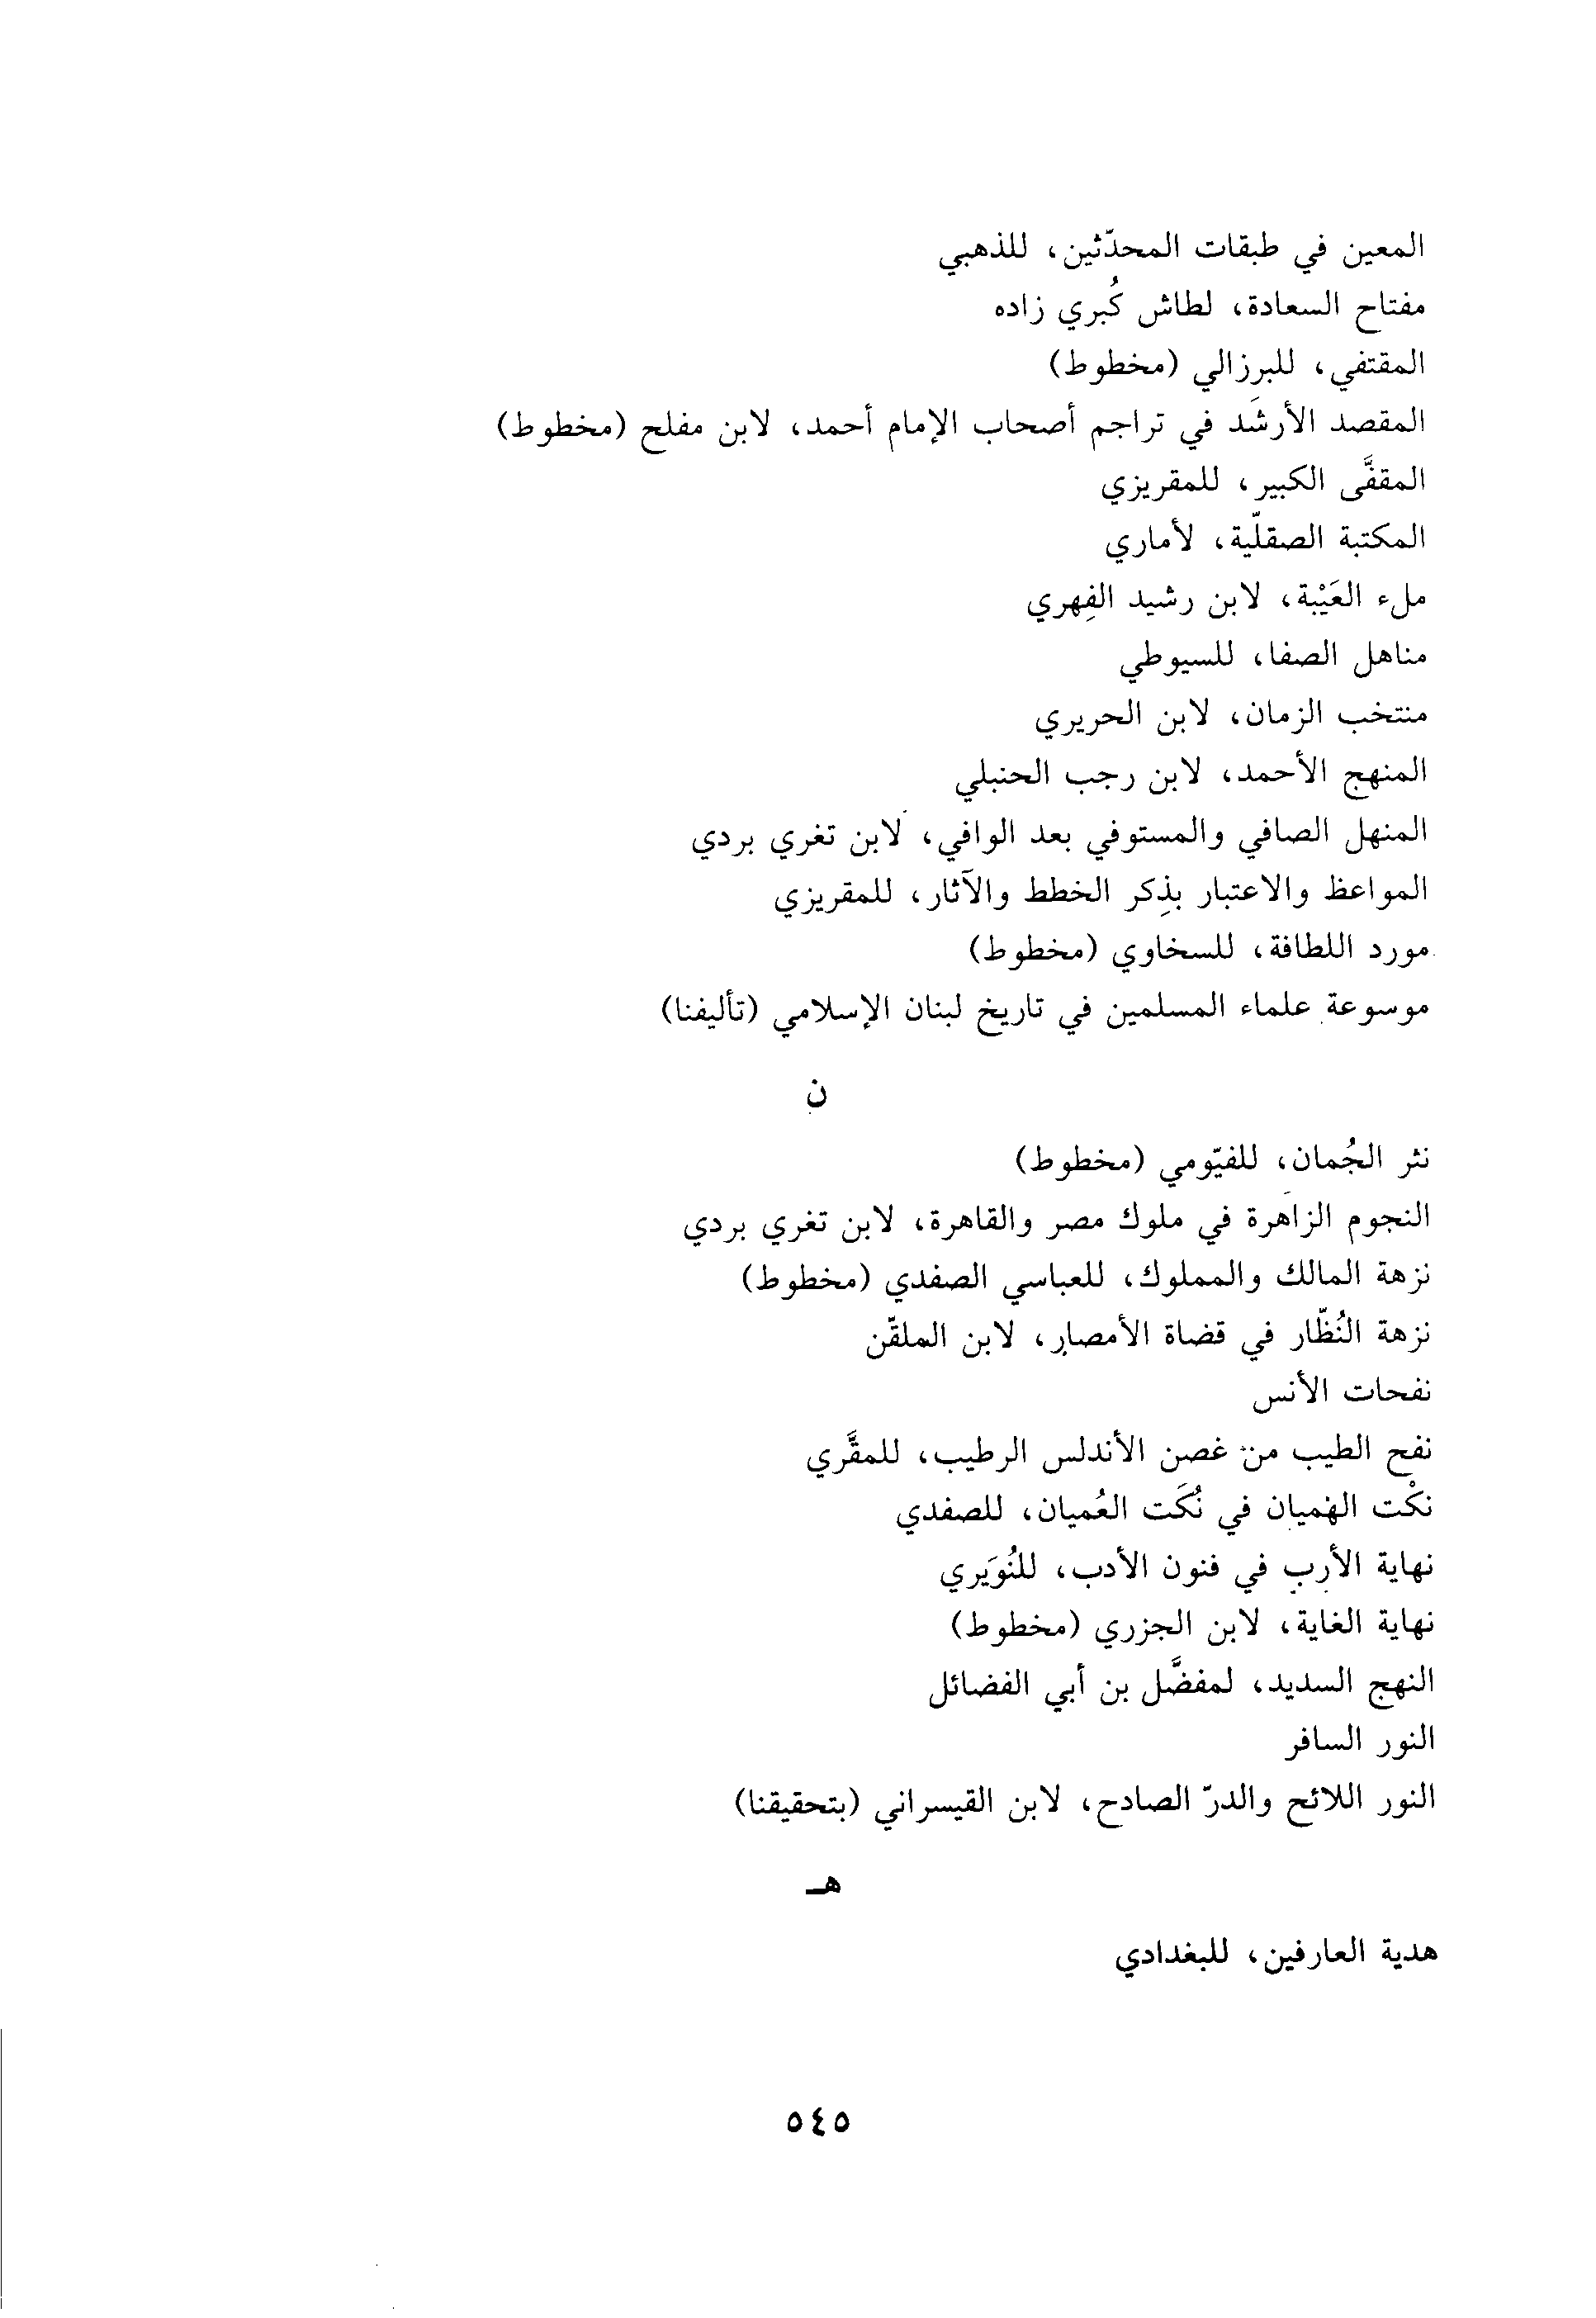 المعين في طبقات المحدّثين، للذهبي
مفتاح السعادة، لطاش كُبري زاده
المقتفي، للبرزالي (مخطوط)
المقصد الأرشَد في تراجم أصحاب الإمام أحمد، لابن مفلح (مخطوط)
المقفَّى الكبير، للمقريزي
المكتبة الصقلّية، لأماري
ملء العَيْبة، لابن رشيد الفِهري
مناهل الصفا، للسيوطي
منتخب الزمان، لابن الحريري
المنهج الأحمد، لابن رجب الحنبلي
المنهل الصافي والمستوفي بعد الوافي، لابن تغري بردي
المواعظ والاعتبار بذِكر الخطط والآثار، للمقريزي
مورد اللطافة، للسخاوي (مخطوط)
موسوعة علماء المسلمين في تاريخ لبنان الإسلامي (تأليفنا)
ن
نثر الجُمان، للفيّومي (مخطوط)
النجوم الزاهرة في ملوك مصر والقاهرة، لابن تغري بردي
نزهة المالك والمملوك، للعباسي الصفدي (مخطوط)
نزهة النُظّار في قضاة الأمصار، لابن الملقّن
نفحات الأنس
نفح الطيب من غصن الأندلس الرطيب، للمقَّري
نكْت الهميان في نُكَت العُميان، للصفدي
نهاية الأرب في فنون الأدب، للنُوَيري
نهاية الغاية، لابن الجزري (مخطوط)
النهج السديد، لمفضَّل بن أبي الفضائل
النور السافر
النور اللائح والدرّ الصادح، لابن القيسراني (بتحقيقنا)
هـ
هدية العارفين، للبغدادي
٥٤٥